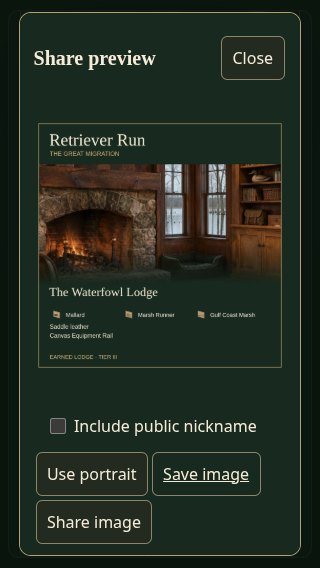 Share preview
Close
Retriever Run
THE GREAT MIGRATION
The Waterfowl Lodge
Mallard
Marsh Runner
Gulf Coast Marsh
Saddle leather
Canvas Equipment Rail
EARNED LODGE · TIER III
Include public nickname
Use portrait
Save image
Share image